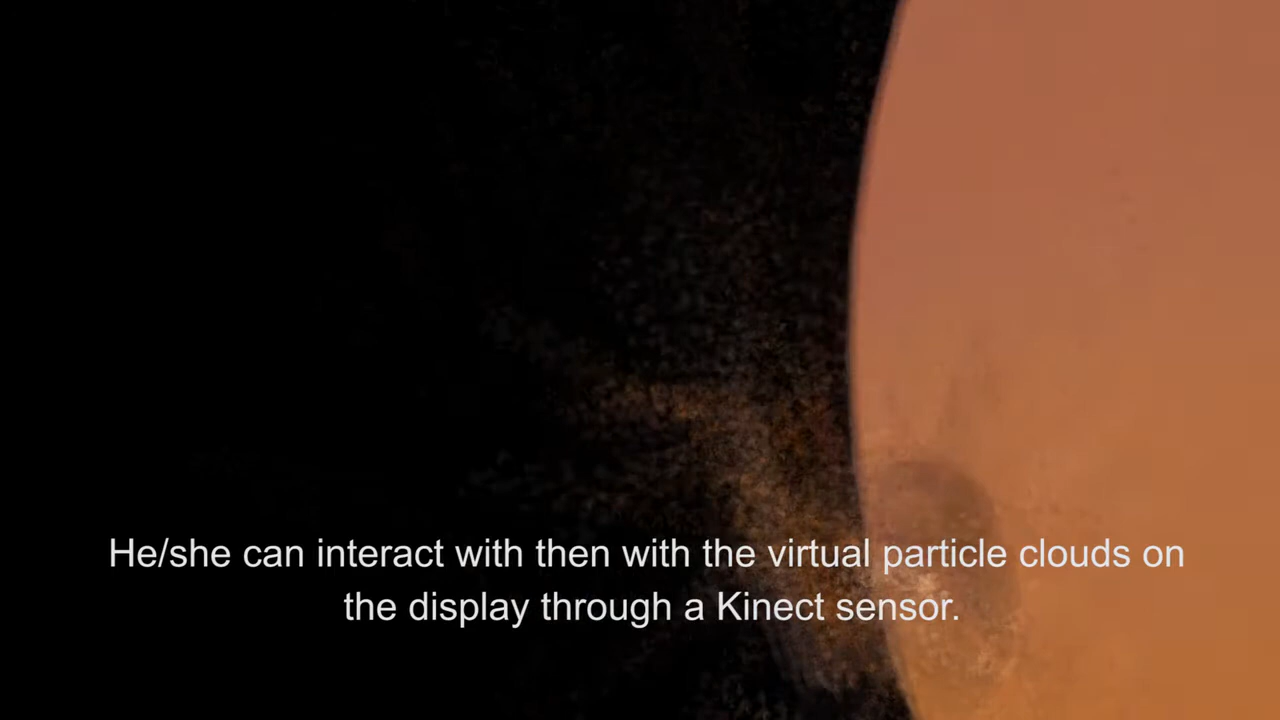 He/she can interact with then with the virtual particle clouds on
the display through a Kinect sensor.